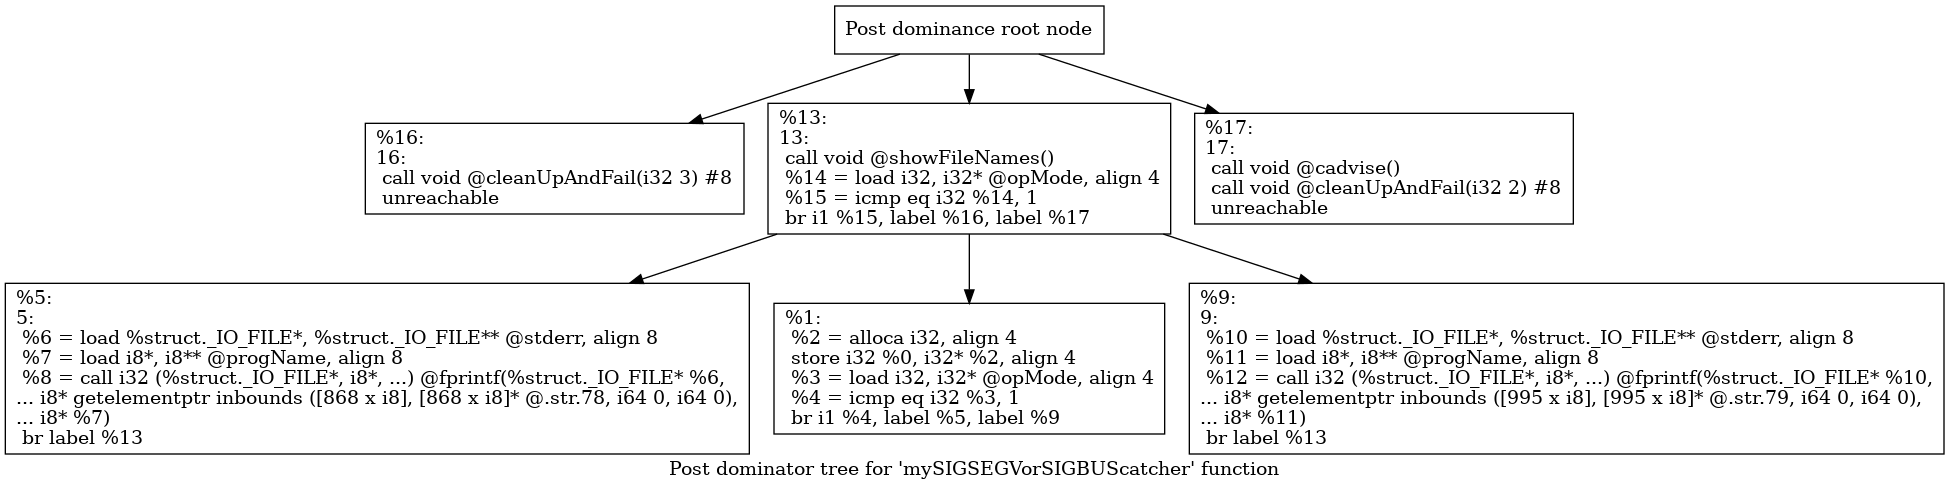 Post dominance root node
%16:
16:
call void @cleanUpAndFail(i32 3) #8
unreachable
%13:
13:
call void @showFileNames()
%14 = load i32, i32* @opMode, align 4
%15 = icmp eq i32 %14, 1
br i1 %15, label %16, label %17
%17:
17:
call void @cadvise()
call void @cleanUpAndFail(i32 2) #8
unreachable
%5:
5:
%6 = load %struct._IO_FILE*, %struct._IO_FILE** @stderr, align 8
%7 = load i8*, i8** @progName, align 8
%8 = call i32 (%struct._IO_FILE*, i8*, ...) @fprintf(%struct._IO_FILE* %6,
... i8* getelementptr inbounds ([868 x i8], [868 x i8]* @.str.78, i64 0, i64 0),
... i8* %7)
br label %13
%1:
%2 = alloca i32, align 4
store i32 %0, i32* %2, align 4
%3 = load i32, i32* @opMode, align 4
%4 = icmp eq i32 %3, 1
br i1 %4, label %5, label %9
%9:
9:
%10 = load %struct._IO_FILE*, %struct._IO_FILE** @stderr, align 8
%11 = load i8*, i8** @progName, align 8
%12 = call i32 (%struct._IO_FILE*, i8*, ...) @fprintf(%struct._IO_FILE* %10,
... i8* getelementptr inbounds ([995 x i8], [995 x i8]* @.str.79, i64 0, i64 0),
... i8* %11)
br label %13
Post dominator tree for 'mySIGSEGVorSIGBUScatcher' function